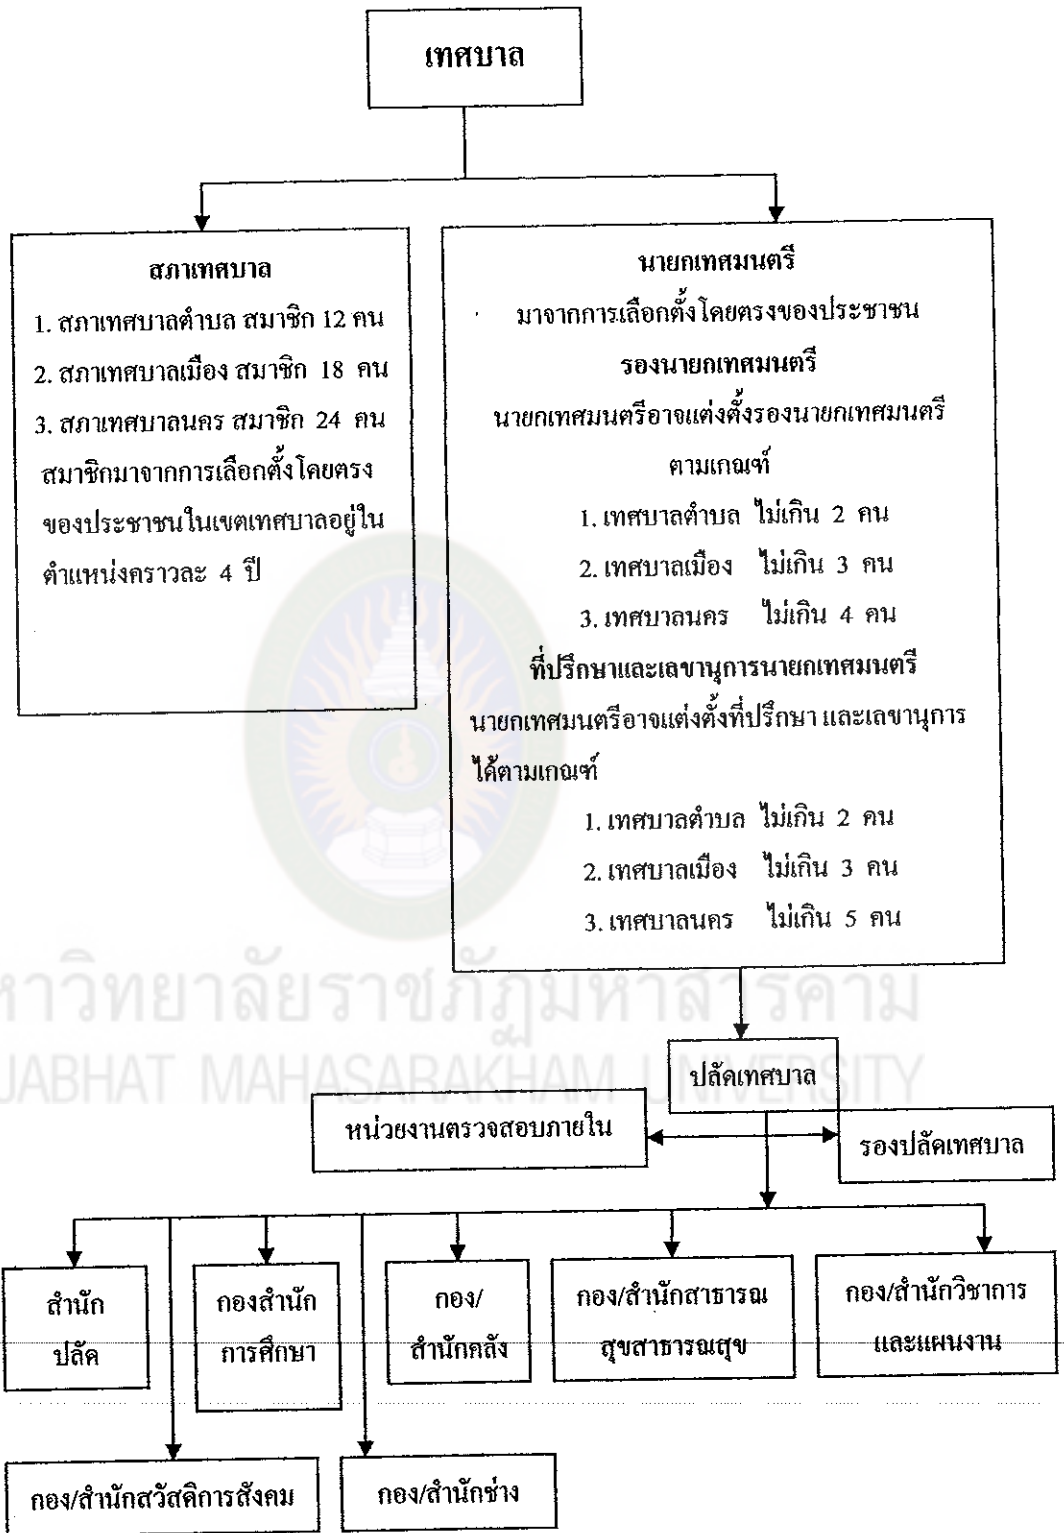 เทศบาล
สภาเทศบาล
1. สภาเทศบาลตำบล สมาชิก 12 คน
2. สภาเทศบาลเมือง สมาชิก 18 คน
3. สภาเทศบาลนคร สมาชิก 24 คน
สมาชิกมาจากการเลือกตั้งโดยตรง
ของประชาชนในเขตเทศบาลอยู่ใน
ตำแหน่งคราวละ 4 ปี
นายกเทศมนตรี
มาจากการเลือกตั้งโดยตรงของประชาชน
รองนายกเทศมนตรี
นายกเทศมนตรีอาจแต่งตั้งรองนายกเทศมนตรี
ตามเกณฑ์
1. เทศบาลตำบล ไม่เกิน 2 คน
2. เทศบาลเมือง ไม่เกิน 3 คน
3. เทศบาลนคร ไม่เกิน 4 คน
ที่ปรึกษาและเลขานุการนายกเทศมนตรี
นายกเทศมนตรีอาจแต่งตั้งที่ปรึกษา และเลขานุการ
ได้ตามเกณฑ์
1. เทศบาลตำบล ไม่เกิน 2 คน
2. เทศบาลเมือง ไม่เกิน 3 คน
3. เทศบาลนคร ไม่เกิน 5 คน
หาวิทยาลัยราชภัฏมหาสารคาม
JABHAT MAHASARAKHAM UNIVERSITY
ปลัดเทศบาล
หน่วยงานตรวจสอบภายใน
รองปลัดเทศบาล
สำนัก
ปลัด
กองสำนัก
การศึกษา
กอง/
สำนักคลัง
กอง/สำนักสาธารณ
สุขสาธารณสุข
กอง/สำนักวิชาการ
และแผนงาน
กอง/สำนักสวัสดิการสังคม
กอง/สำนักช่าง